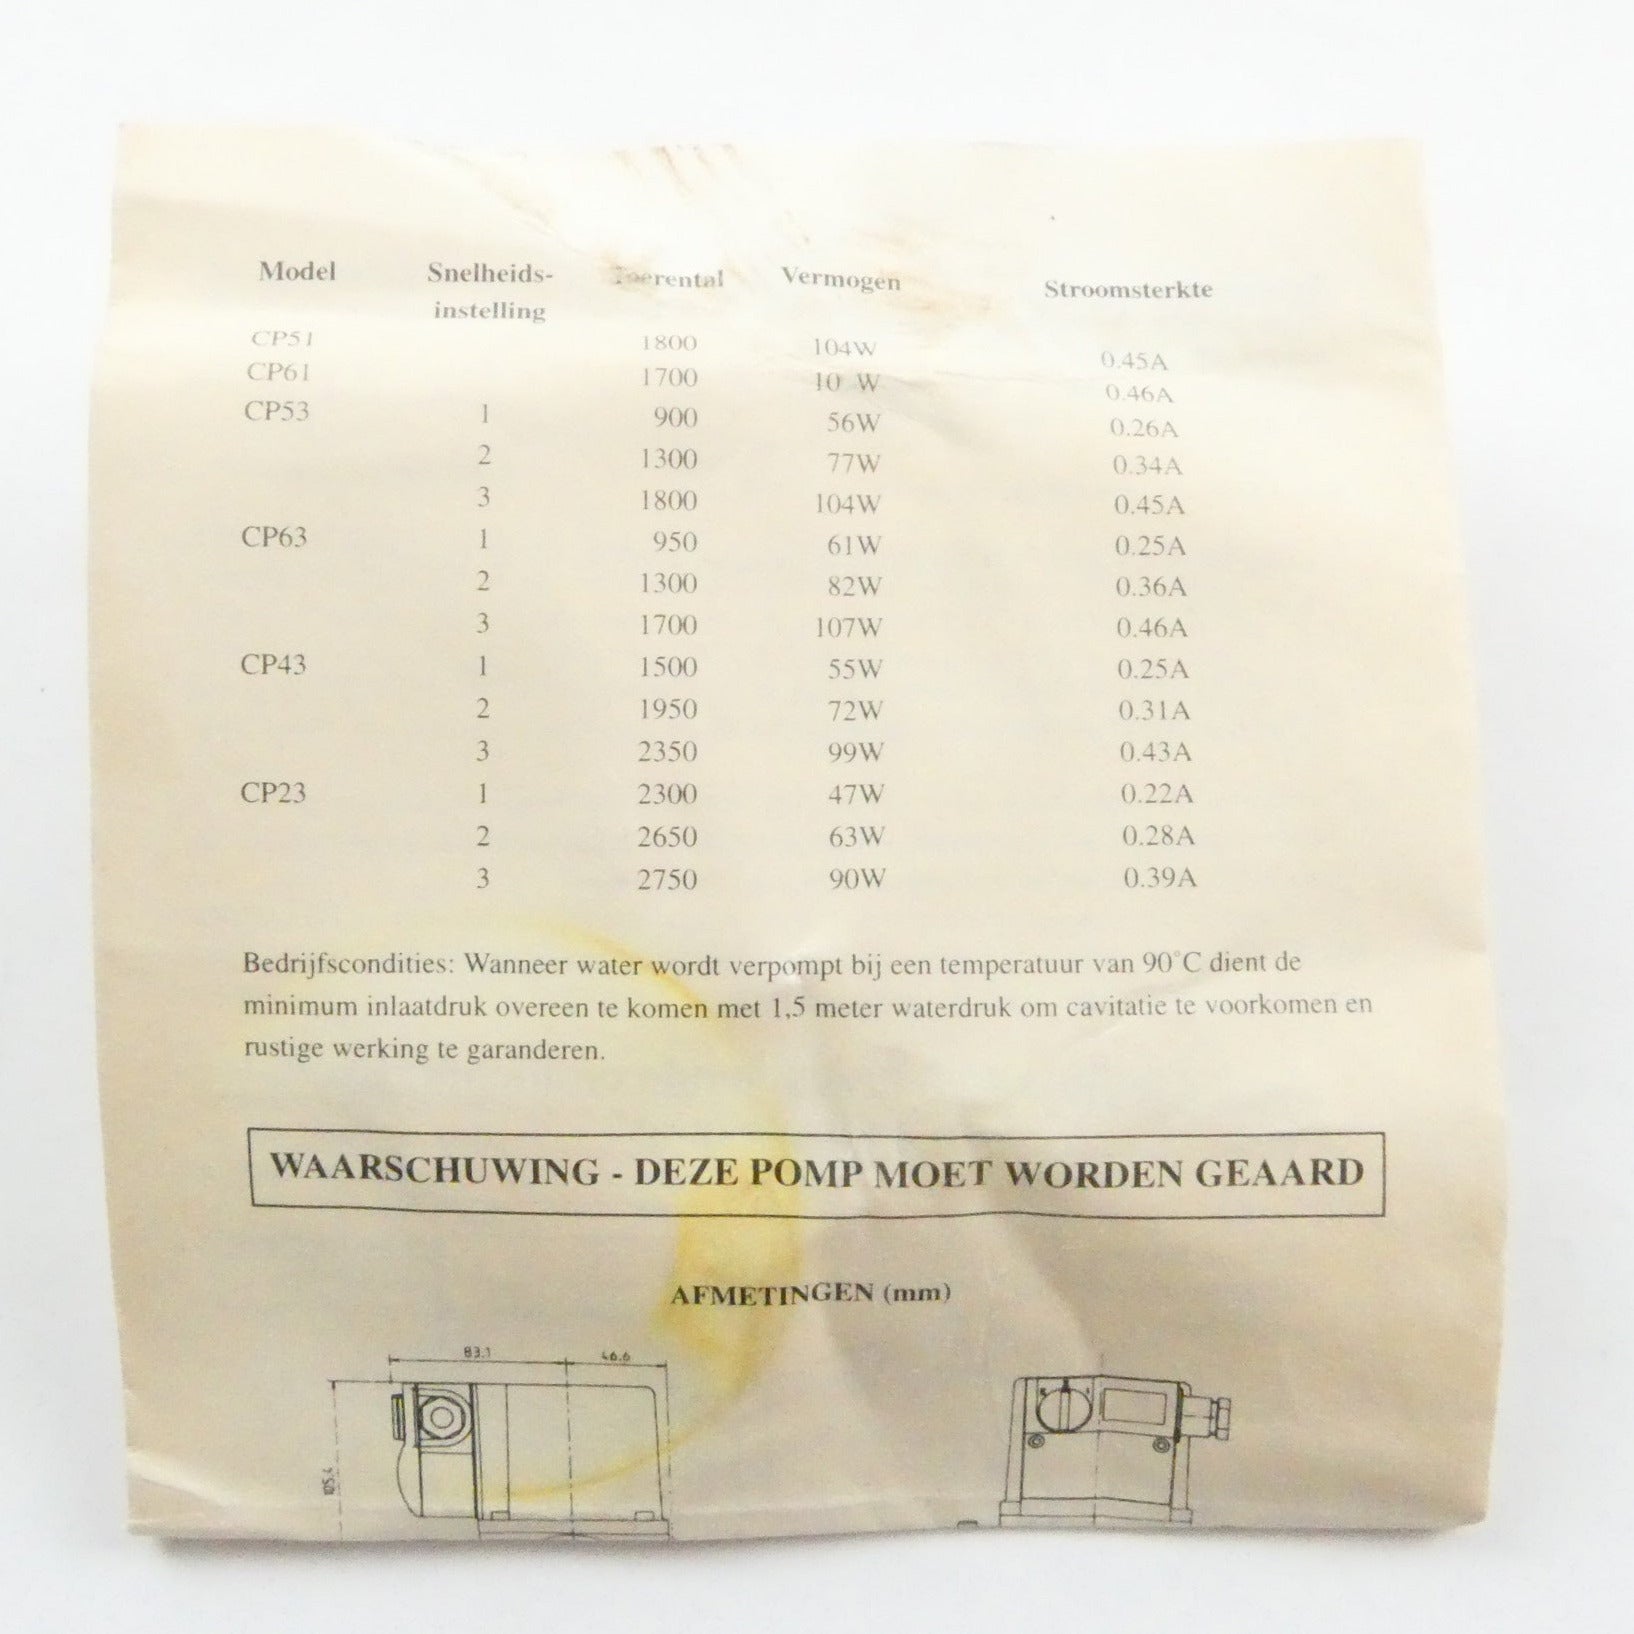 Model Snelheids- Toerental Vermogen Stroomsterkte
instelling
CP51 1800 104W 0.45A
CP61 1700 W 0.46A
CP53 1 900 56W 0.26A
2 1300 77W 0.34A
3 1800 104W 0.45A
CP63 1 950 61W 0.25A
2 1300 82W 0.36A
3 1700 107W 0.46A
CP43 1 1500 55W 0.25A
2 1950 72W 0.31A
3 2350 99W 0.43A
CP23 1 2300 47W 0.22A
2 2650 63W 0.28A
3 2750 90W 0.39A
Bedrijfscondities: Wanneer water wordt verpompt bij een temperatuur van 90°C dient de
minimum inlaatdruk overeen te komen met 1,5 meter waterdruk om cavitatie te voorkomen en
rustige werking te garanderen.
WAARSCHUWING - DEZE POMP MOET WORDEN GEAARD
AFMETINGEN (mm)
83.1 46.6
105.4